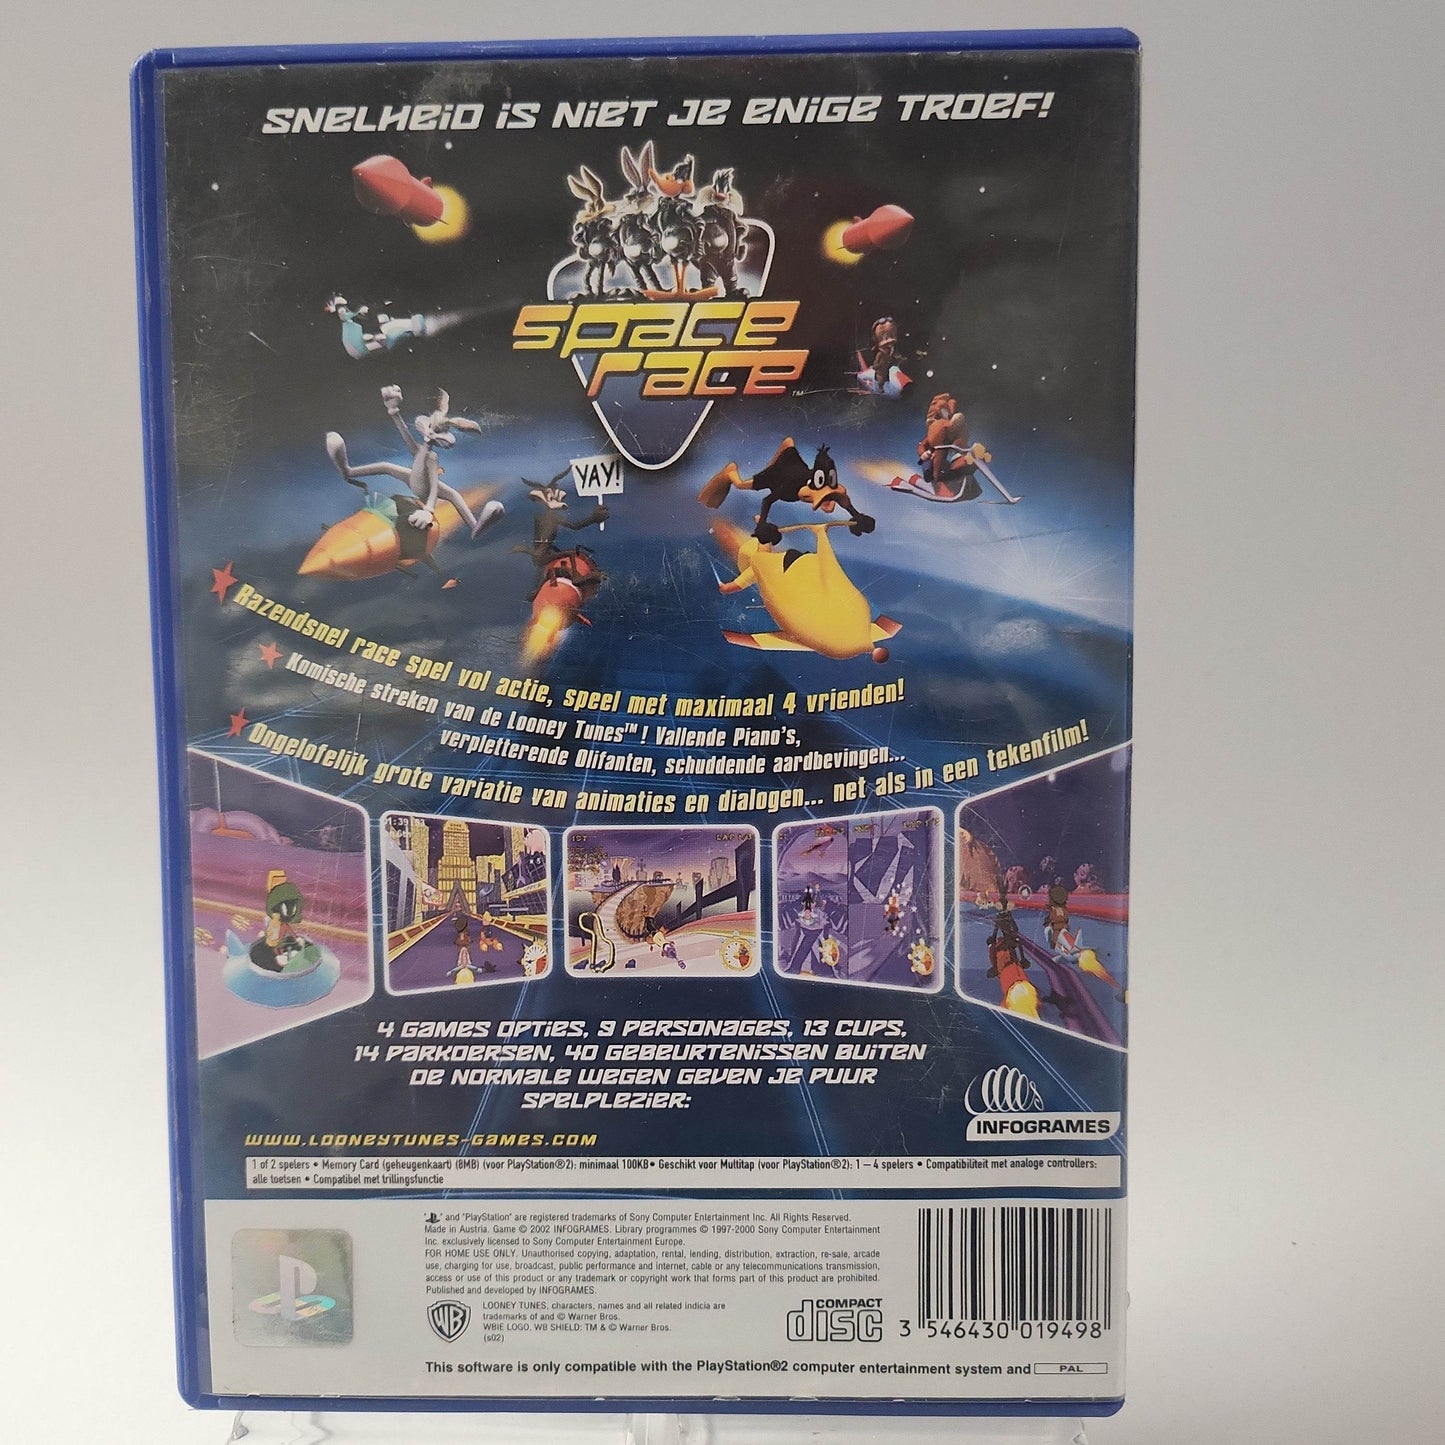 SNELHEID IS NIET JE ENIGE TROEF!
SPACE
RACE
TM
YAY!
Razendsnel race spel vol actie, speel met maximaal 4 vrienden!
Komische streken van de Looney Tunes™! Vallende Piano's,
verpletterende Olifanten, schuddende aardbevingen...
Ongelofelijk grote variatie van animaties en dialogen... net als in een tekenfilm!
1ST
LAP 1/3
4 GAMES OPTIES, 9 PERSONAGES, 13 CUPS,
14 PARKOERSEN, 40 GEBEURTENISSEN BUITEN
DE NORMALE WEGEN GEVEN JE PUUR
SPELPLEZIER:
INFOGRAMES
WWW.LOONEYTUNES-GAMES.COM
1 of 2 spelers • Memory Card (geheugenkaart) (8MB) (voor PlayStation®2): minimaal 100KB • Geschikt voor Multitap (voor PlayStation®2): 1 – 4 spelers • Compatibiliteit met analoge controllers:
alle toetsen • Compatibel met trillingsfunctie
" " and "PlayStation" are registered trademarks of Sony Computer Entertainment Inc. All Rights Reserved.
Made in Austria. Game © 2002 INFOGRAMES. Library programmes © 1997-2000 Sony Computer Entertainment
Inc. exclusively licensed to Sony Computer Entertainment Europe.
FOR HOME USE ONLY. Unauthorised copying, adaptation, rental, lending, distribution, extraction, re-sale, arcade
use, charging for use, broadcast, public performance and internet, cable or any telecommunications transmission,
access or use of this product or any trademark or copyright work that forms part of this product are prohibited.
Published and developed by INFOGRAMES.
WB
LOONEY TUNES, characters, names and all related indicia are
trademarks of and © Warner Bros.
WBIE LOGO, WB SHIELD: TM & © Warner Bros.
(s02)
COMPACT
disc
3 546430 019498
This software is only compatible with the PlayStation®2 computer entertainment system and PAL